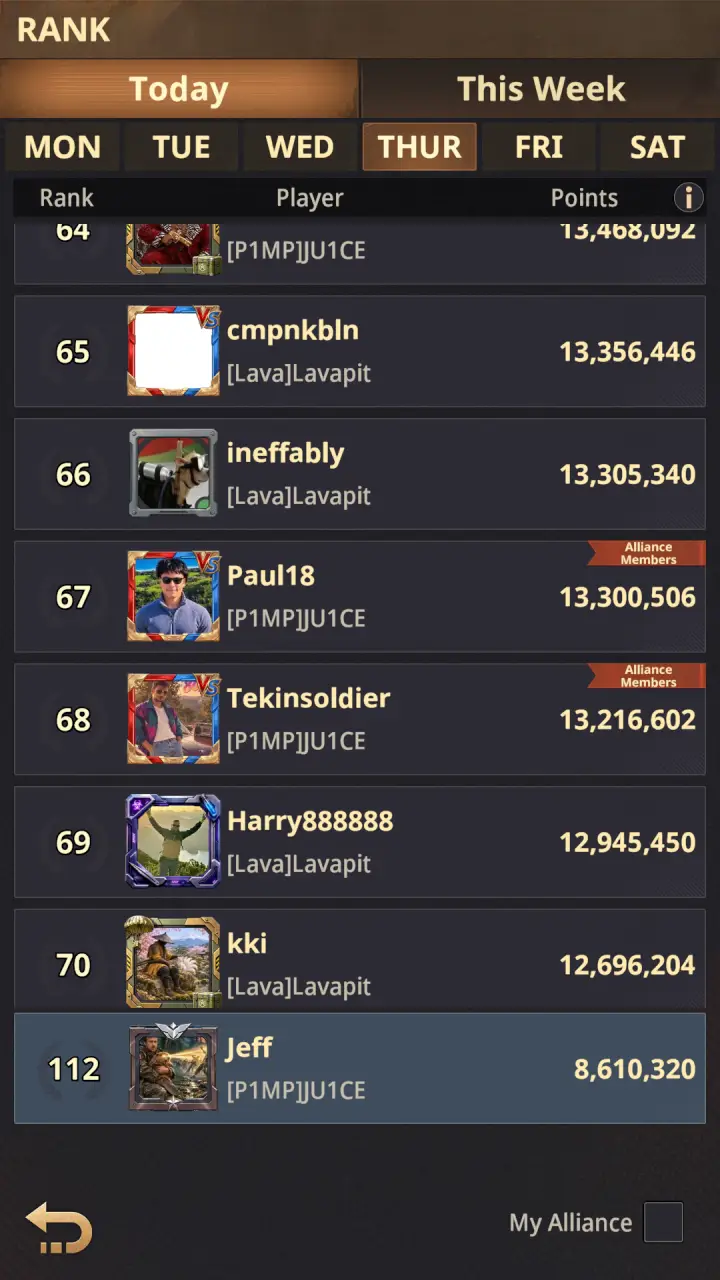 RANK
Today
This Week
MON
TUE
WED
THUR
FRI
SAT
Rank
Player
Points
i
64
[P1MP]JU1CE
13,468,092
65
VS
cmpnkbln
[Lava]Lavapit
13,356,446
66
ineffably
[Lava]Lavapit
13,305,340
67
VS
Paul18
[P1MP]JU1CE
Alliance
Members
13,300,506
68
VS
Tekinsoldier
[P1MP]JU1CE
Alliance
Members
13,216,602
69
Harry888888
[Lava]Lavapit
12,945,450
70
kki
[Lava]Lavapit
12,696,204
112
Jeff
[P1MP]JU1CE
8,610,320
My Alliance